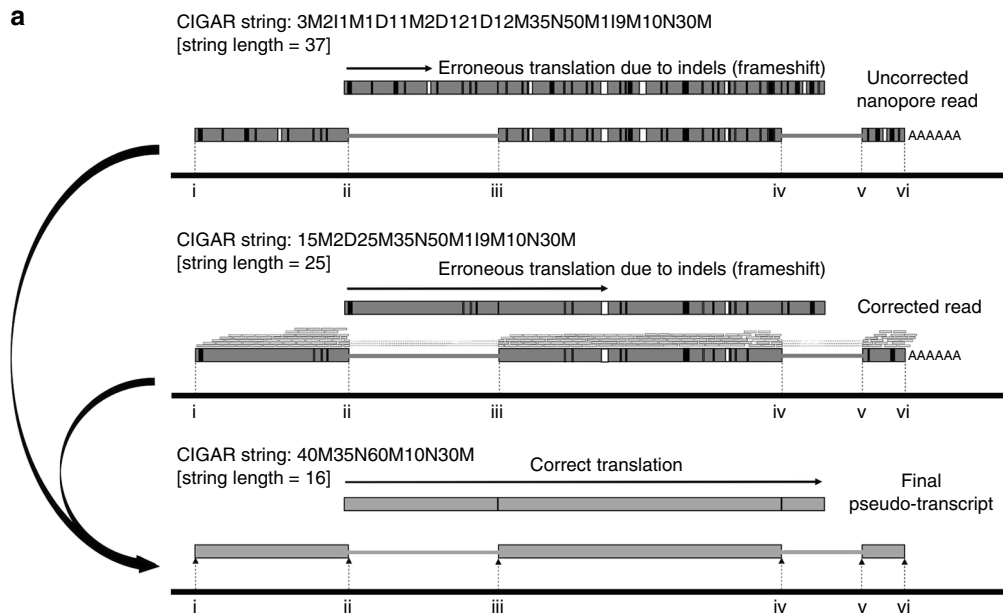 a
CIGAR string: 3M2I1M1D11M2D121D12M35N50M1I9M10N30M
[string length = 37]
Erroneous translation due to indels (frameshift)
Uncorrected
nanopore read
AAAAAA
i ii iii iv v vi
CIGAR string: 15M2D25M35N50M1I9M10N30M
[string length = 25]
Erroneous translation due to indels (frameshift)
Corrected read
AAAAAA
i ii iii iv v vi
CIGAR string: 40M35N60M10N30M
[string length = 16]
Correct translation
Final
pseudo-transcript
i ii iii iv v vi